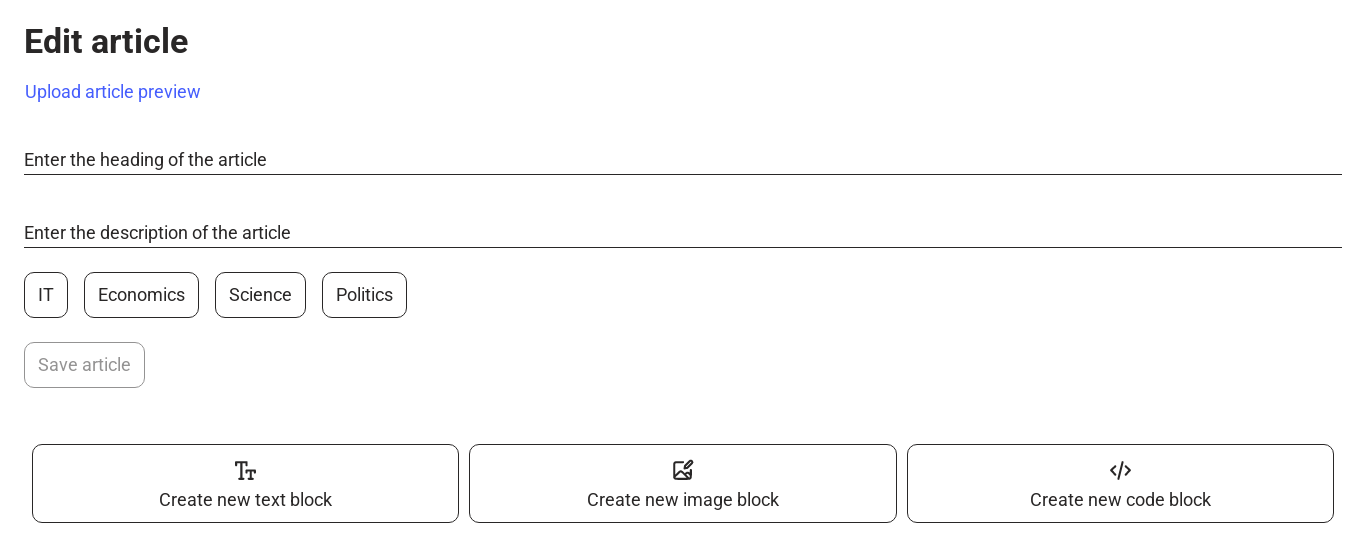 Edit article
Upload article preview
Enter the heading of the article
Enter the description of the article
IT Economics Science Politics
Save article
Create new text block Create new image block Create new code block